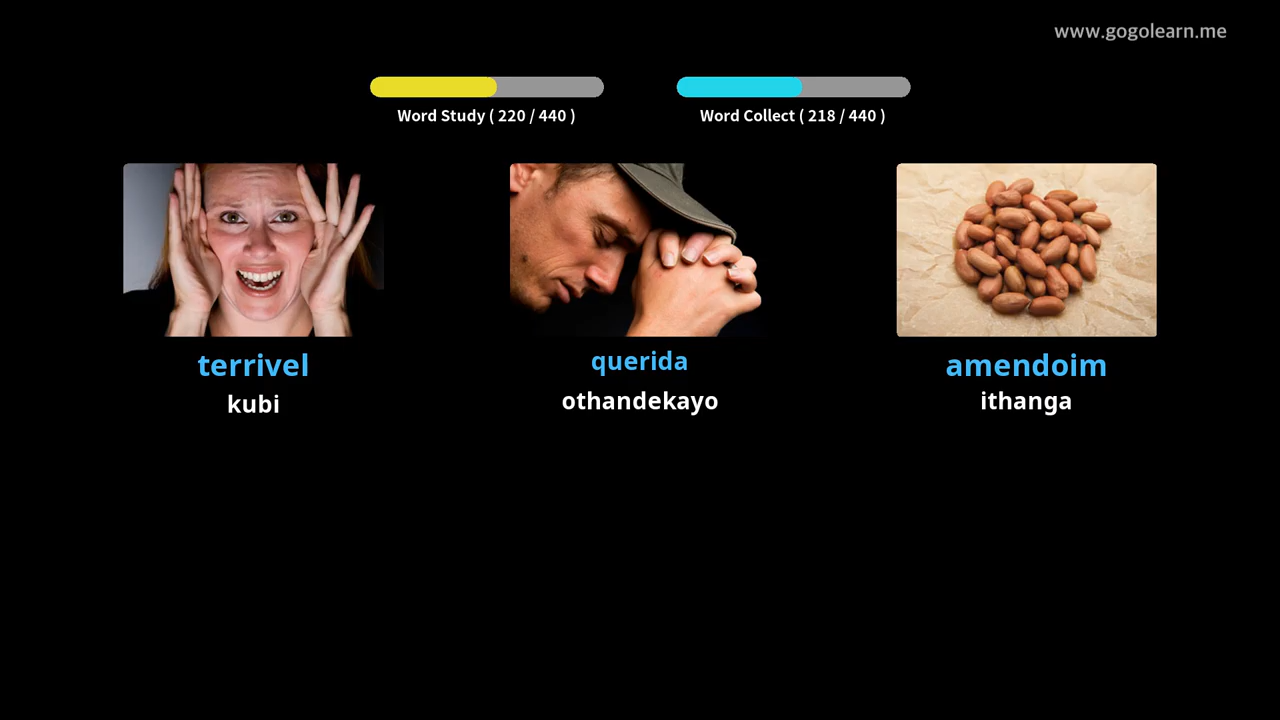 www.gogolearn.me
Word Study ( 220 / 440 )
Word Collect ( 218 / 440 )
terrivel
kubi
querida
othandekayo
amendoim
ithanga